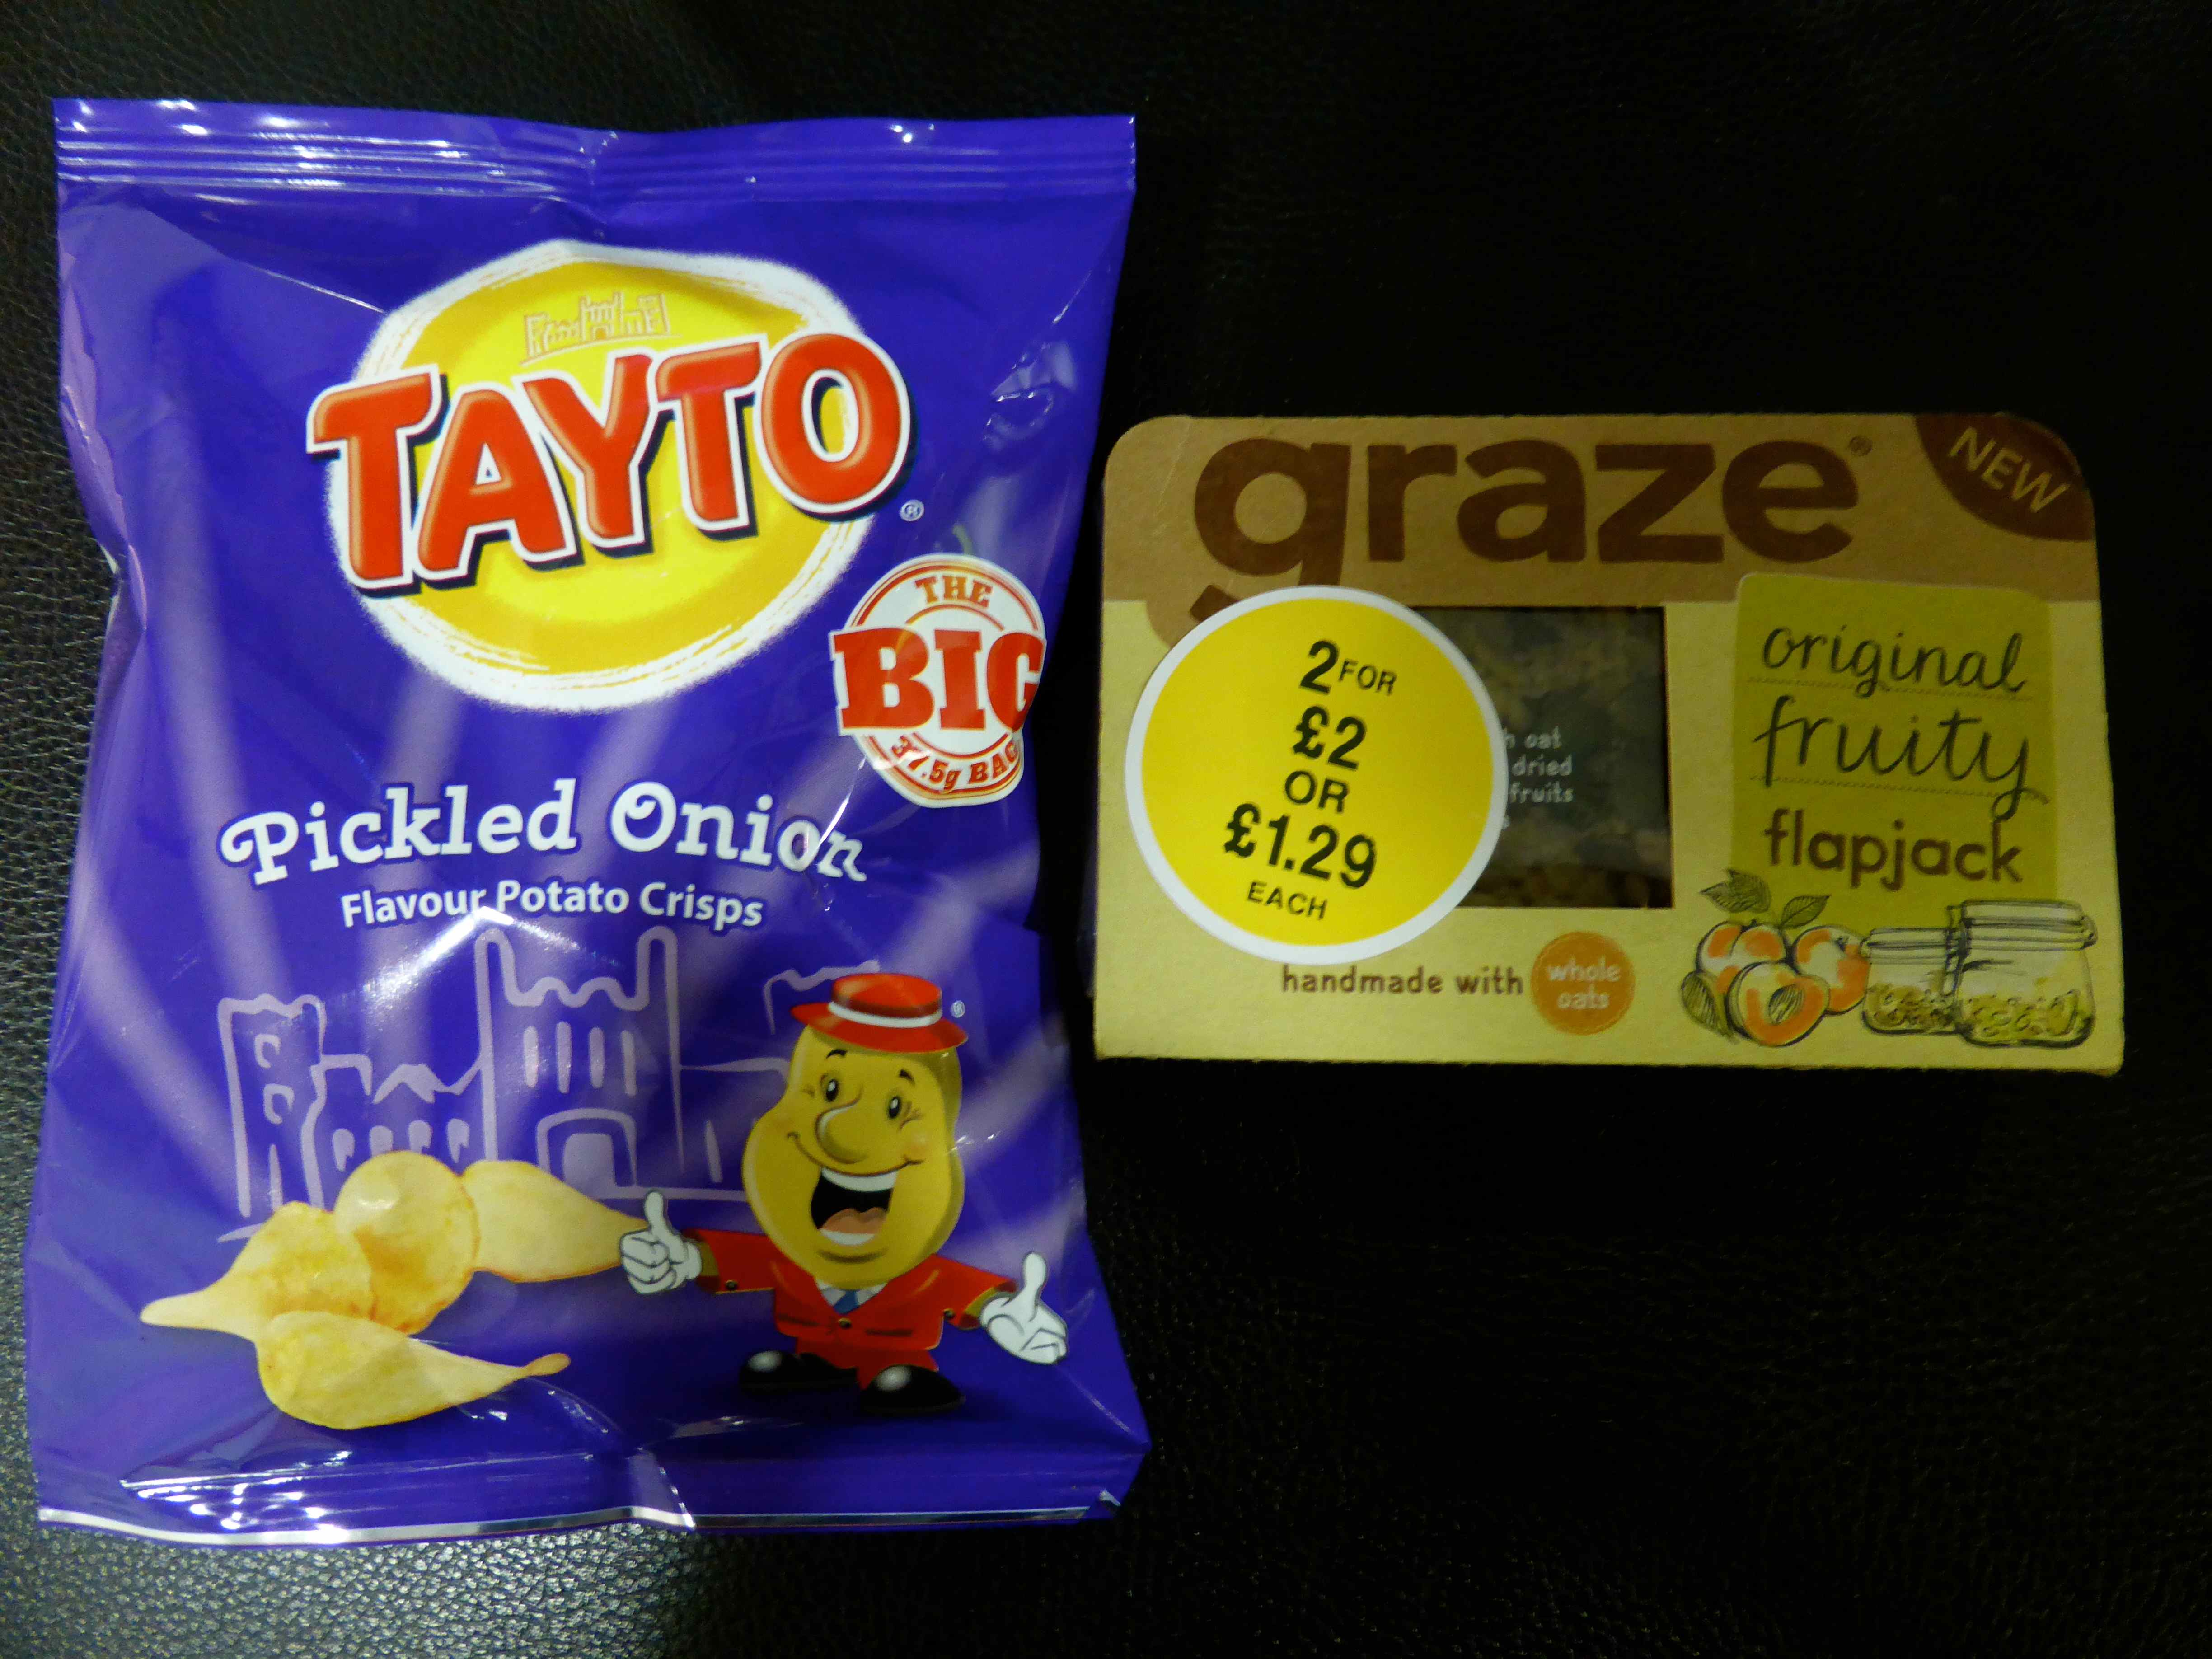 TAYTO
®
THE
BIG
37.5g BAG
Pickled Onion
Flavour Potato Crisps
®
graze®
NEW
original
fruity
flapjack
2 FOR
£2
OR
£1.29
EACH
oat
dried
fruits
handmade with
whole
oats